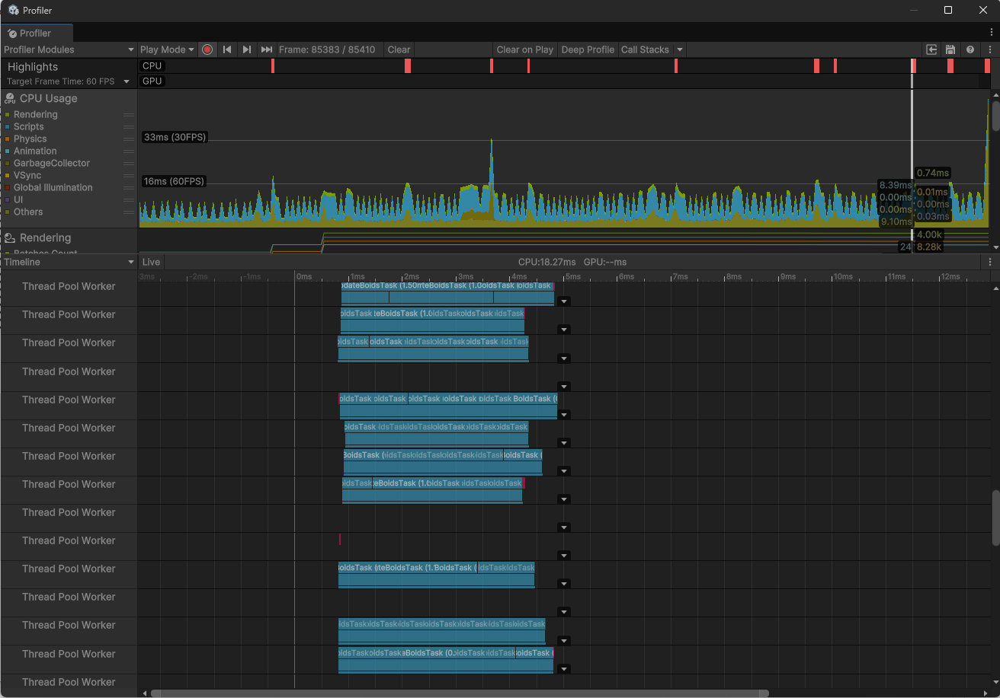 Profiler
Profiler
Profiler Modules Play Mode Frame: 85383 / 85410 Clear Clear on Play Deep Profile Call Stacks
Highlights CPU
Target Frame Time: 60 FPS GPU
CPU Usage
Rendering
Scripts
Physics
Animation
GarbageCollector
VSync
Global Illumination
UI
Others
33ms (30FPS)
16ms (60FPS)
0.74ms
8.39ms
0.01ms
0.00ms
0.00ms
0.00ms
0.03ms
9.10ms
Rendering
Batches Count
4.00k
24 8.28k
Timeline Live CPU:18.27ms GPU:--ms
3ms -2ms -1ms 0ms 1ms 2ms 3ms 4ms 5ms 6ms 7ms 8ms 9ms 10ms 11ms 12ms
Thread Pool Worker dateBoidsTask (1.50m teBoidsTask (1.0 oidsTask oidsTask
Thread Pool Worker oidsTask teBoidsTask (1.0 oidsTask oidsTask oidsTask
Thread Pool Worker idsTask oidsTask idsTask oidsTask oidsTask idsTask
Thread Pool Worker
Thread Pool Worker oidsTask oidsTask oidsTask oidsTask oidsTask BoidsTask (
Thread Pool Worker oidsTask idsTask idsTask oidsTask oidsTask idsTask
Thread Pool Worker BoidsTask ( idsTask idsTask oidsTask idsTask BoidsTask (
Thread Pool Worker idsTask teBoidsTask (1.0 oidsTask idsTask oidsTask
Thread Pool Worker
Thread Pool Worker
Thread Pool Worker BoidsTask ( teBoidsTask (1. BoidsTask ( idsTask idsTask
Thread Pool Worker
Thread Pool Worker idsTask idsTask idsTask idsTask oidsTask idsTask idsTask
Thread Pool Worker idsTask oidsTask eBoidsTask (0. oidsTask idsTask oidsTask (
Thread Pool Worker